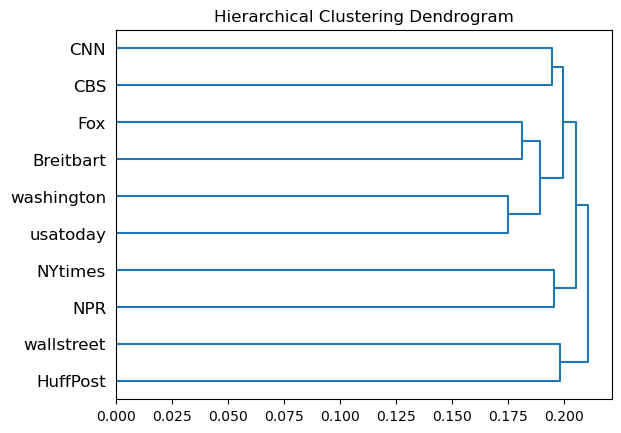 Hierarchical Clustering Dendrogram
CNN
CBS
Fox
Breitbart
washington
usatoday
NYtimes
NPR
wallstreet
HuffPost
0.000 0.025 0.050 0.075 0.100 0.125 0.150 0.175 0.200